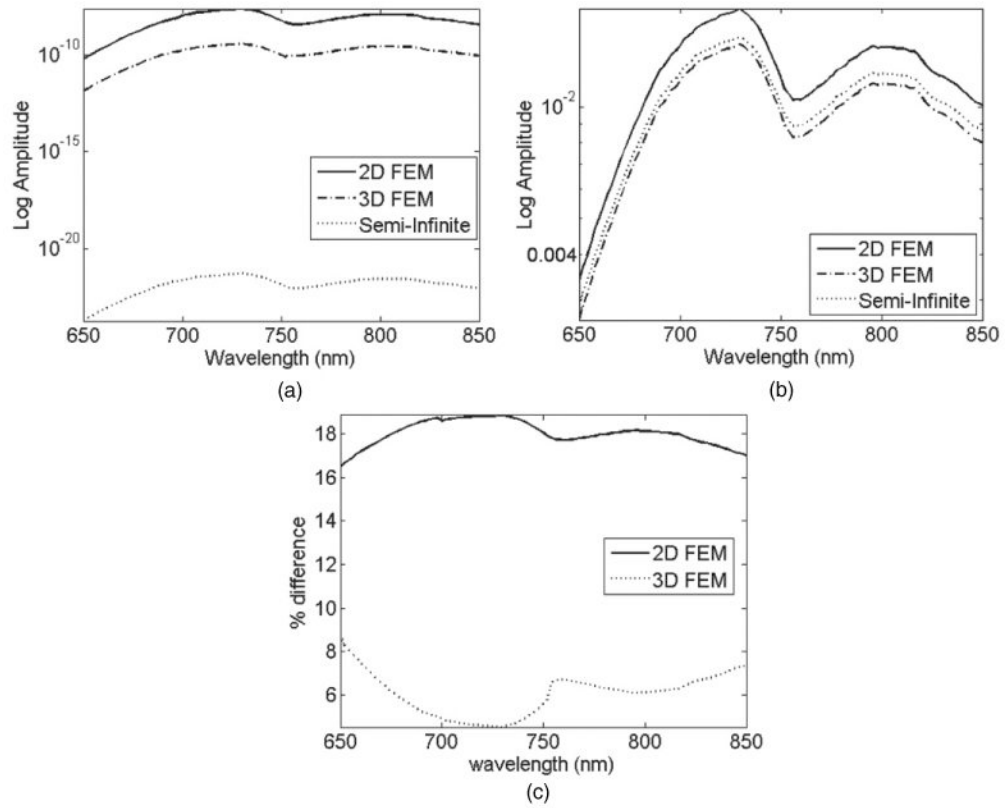 10^-10
10^-15
10^-20
Log Amplitude
2D FEM
3D FEM
Semi-Infinite
650 700 750 800 850
Wavelength (nm)
(a)
10^-2
0.004
Log Amplitude
2D FEM
3D FEM
Semi-Infinite
650 700 750 800 850
Wavelength (nm)
(b)
18
16
14
12
10
8
6
% difference
2D FEM
3D FEM
650 700 750 800 850
wavelength (nm)
(c)